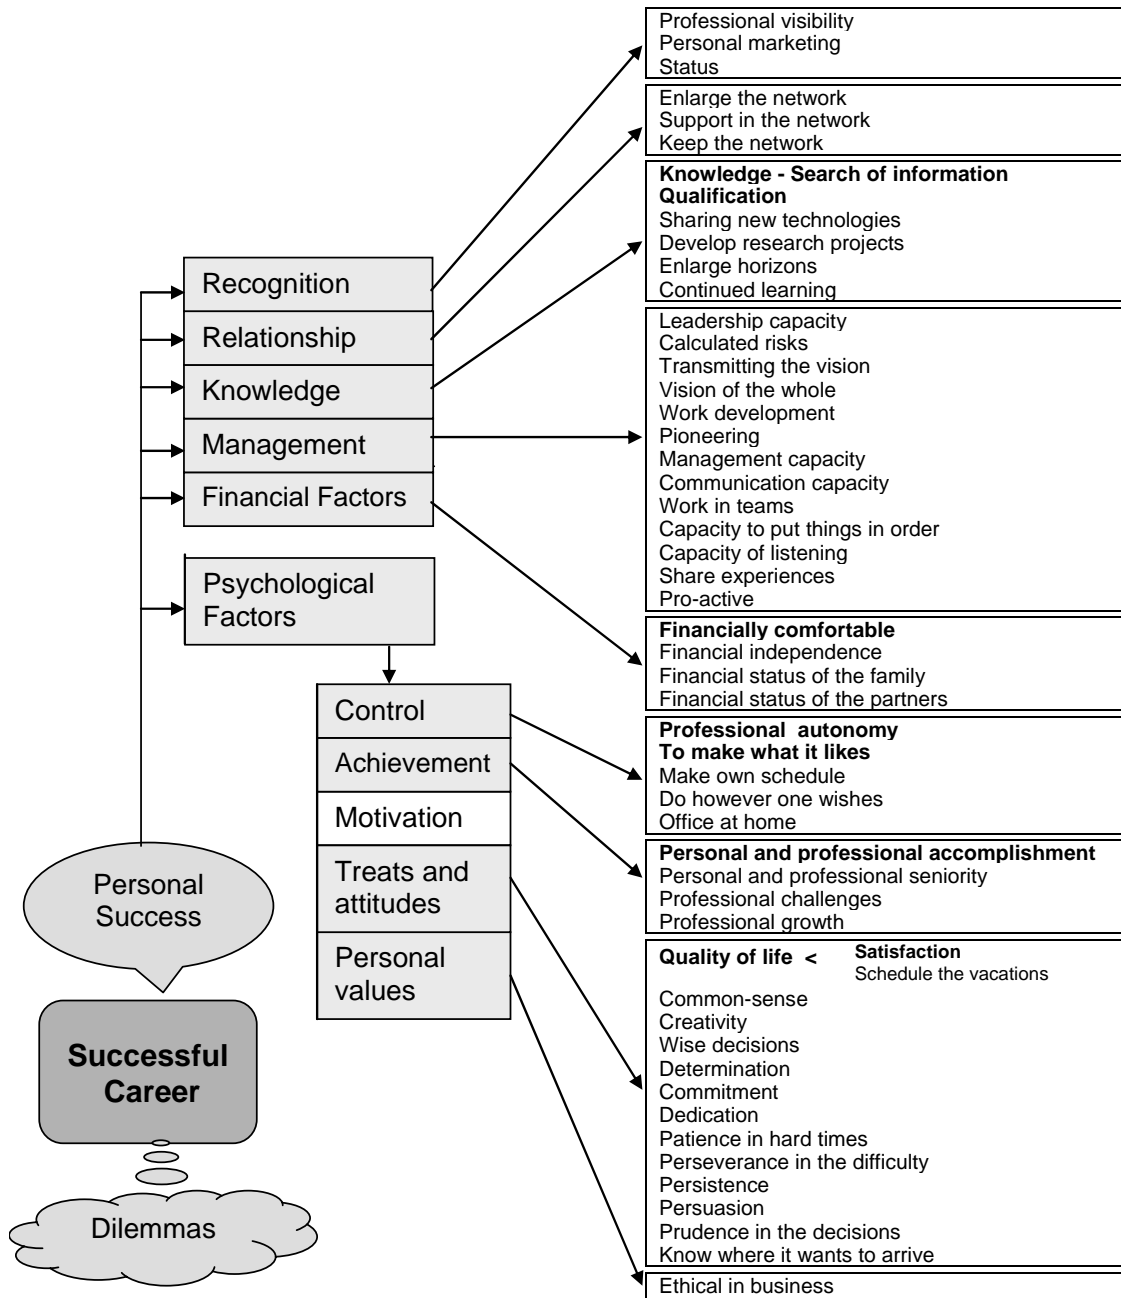 Professional visibility
Personal marketing
Status
Enlarge the network
Support in the network
Keep the network
Knowledge - Search of information
Qualification
Sharing new technologies
Develop research projects
Enlarge horizons
Continued learning
Recognition
Relationship
Knowledge
Management
Financial Factors
Leadership capacity
Calculated risks
Transmitting the vision
Vision of the whole
Work development
Pioneering
Management capacity
Communication capacity
Work in teams
Capacity to put things in order
Capacity of listening
Share experiences
Pro-active
Psychological
Factors
Financially comfortable
Financial independence
Financial status of the family
Financial status of the partners
Control
Achievement
Motivation
Treats and
attitudes
Personal
values
Professional autonomy
To make what it likes
Make own schedule
Do however one wishes
Office at home
Personal and professional accomplishment
Personal and professional seniority
Professional challenges
Professional growth
Personal
Success
Quality of life < Satisfaction
Schedule the vacations
Common-sense
Creativity
Wise decisions
Determination
Commitment
Dedication
Patience in hard times
Perseverance in the difficulty
Persistence
Persuasion
Prudence in the decisions
Know where it wants to arrive
Successful
Career
Dilemmas
Ethical in business